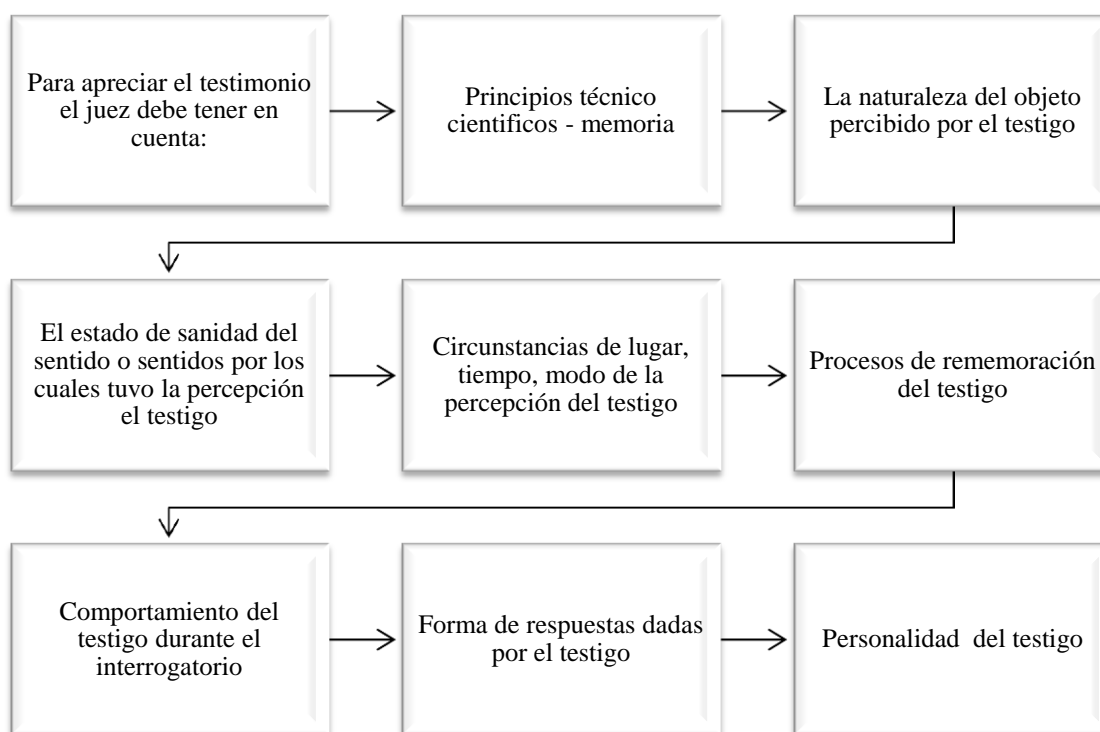 Para apreciar el testimonio
el juez debe tener en
cuenta:
Principios técnico
cientificos - memoria
La naturaleza del objeto
percibido por el testigo
El estado de sanidad del
sentido o sentidos por los
cuales tuvo la percepción
el testigo
Circunstancias de lugar,
tiempo, modo de la
percepción del testigo
Procesos de rememoración
del testigo
Comportamiento del
testigo durante el
interrogatorio
Forma de respuestas dadas
por el testigo
Personalidad del testigo